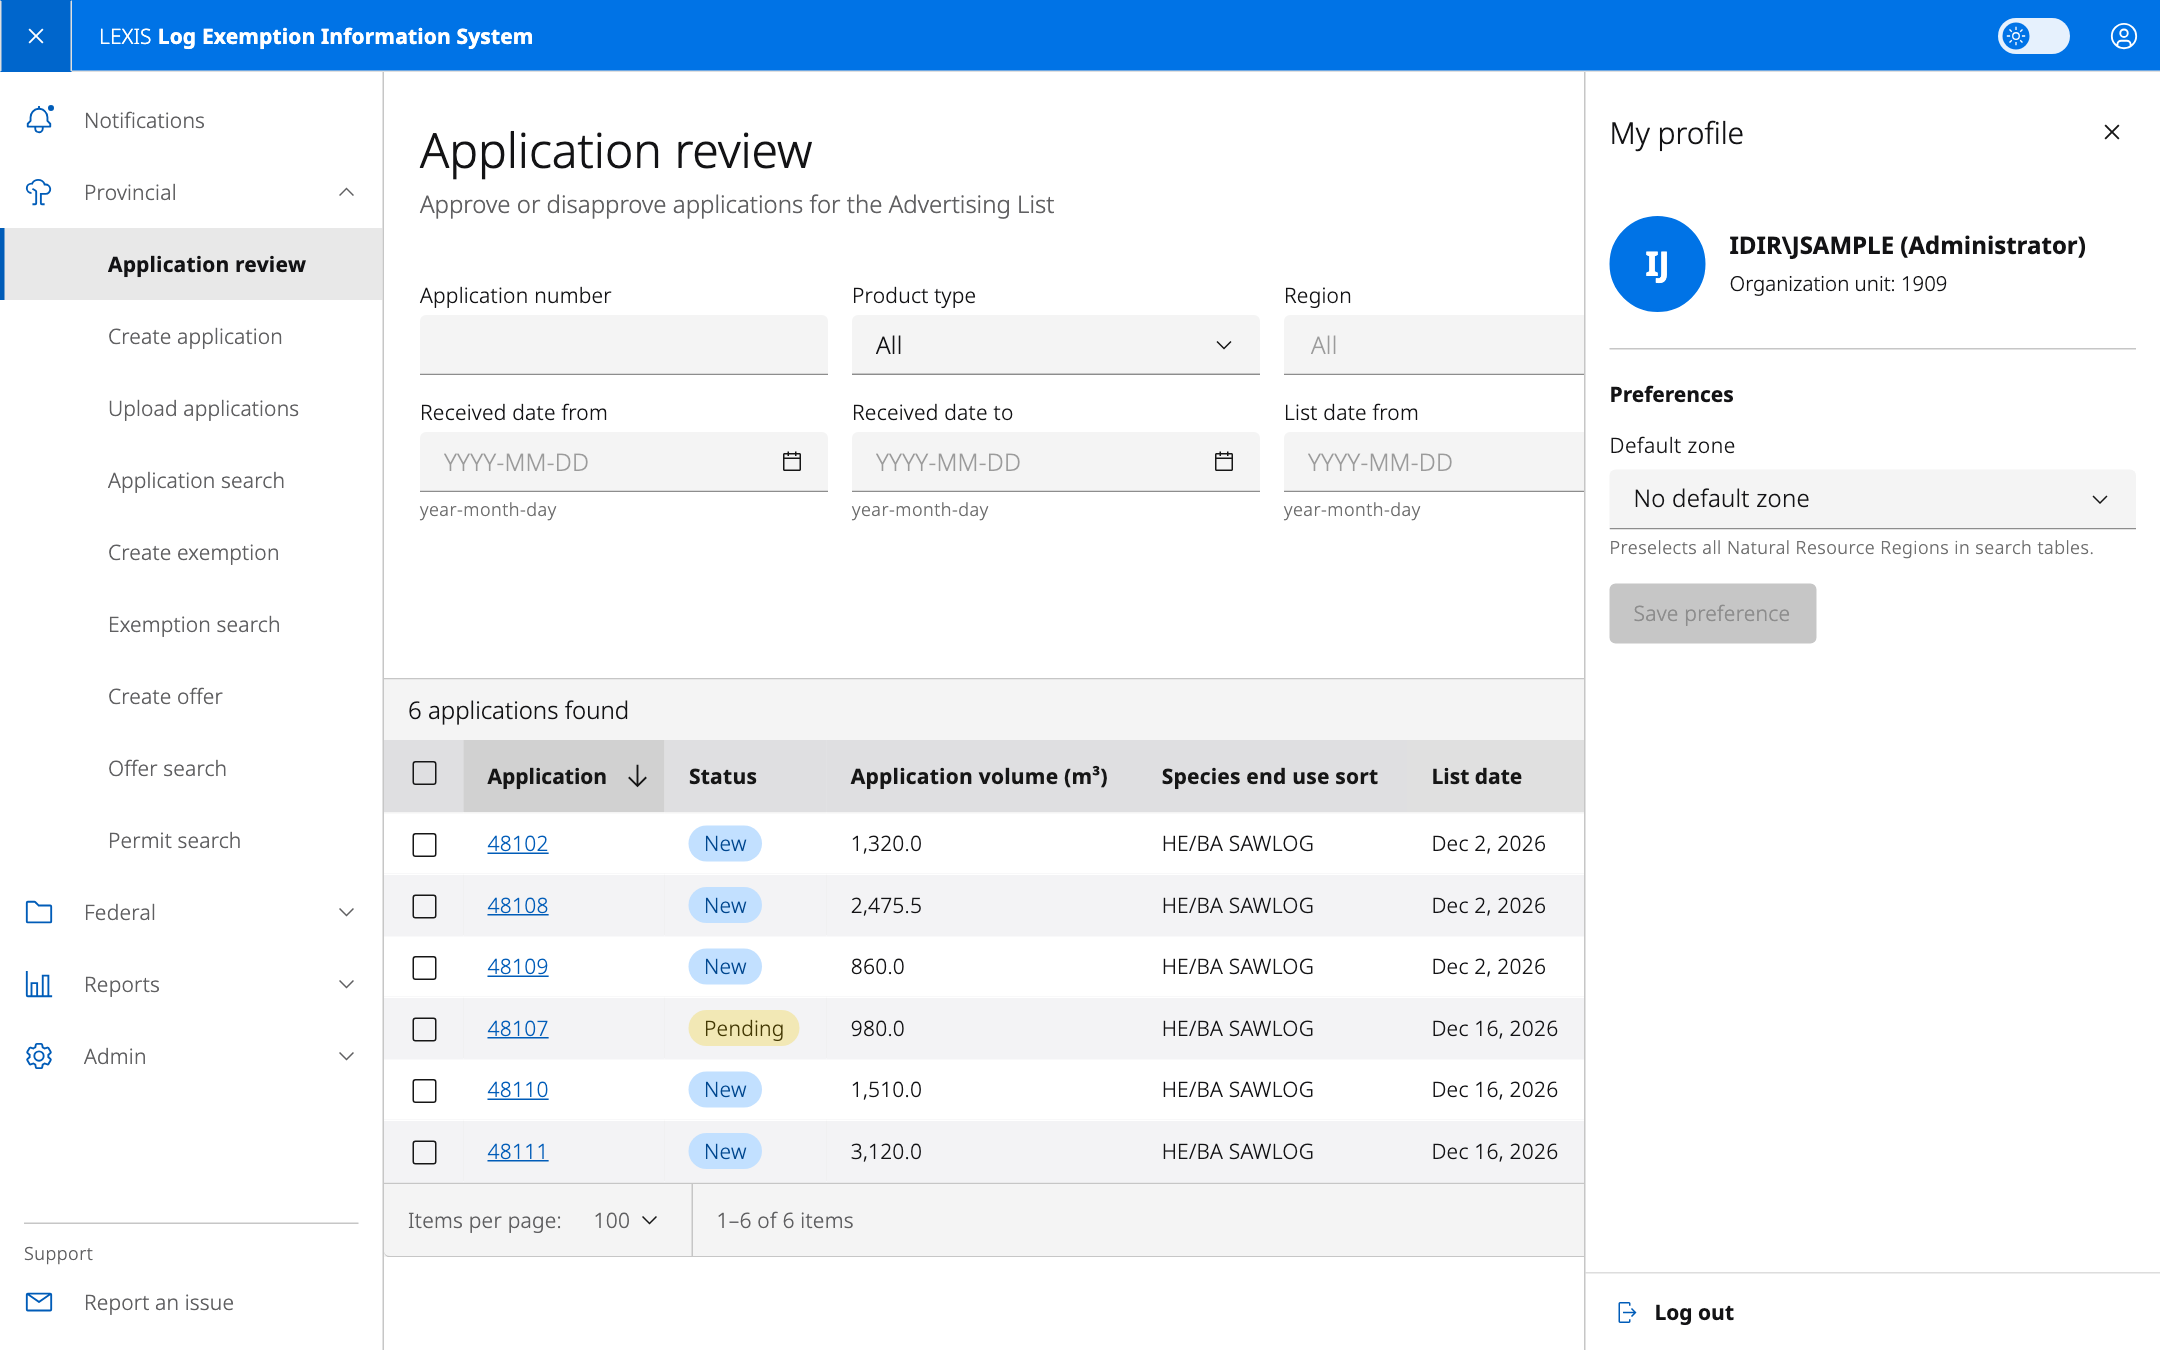 LEXIS Log Exemption Information System
Notifications
Provincial
Application review
Create application
Upload applications
Application search
Create exemption
Exemption search
Create offer
Offer search
Permit search
Federal
Reports
Admin
Support
Report an issue
Application review
Approve or disapprove applications for the Advertising List
Application number
Product type
Region
All
All
Received date from
Received date to
List date from
YYYY-MM-DD
YYYY-MM-DD
YYYY-MM-DD
year-month-day
year-month-day
year-month-day
6 applications found
Application Status Application volume (m³) Species end use sort List date
48102 New 1,320.0 HE/BA SAWLOG Dec 2, 2026
48108 New 2,475.5 HE/BA SAWLOG Dec 2, 2026
48109 New 860.0 HE/BA SAWLOG Dec 2, 2026
48107 Pending 980.0 HE/BA SAWLOG Dec 16, 2026
48110 New 1,510.0 HE/BA SAWLOG Dec 16, 2026
48111 New 3,120.0 HE/BA SAWLOG Dec 16, 2026
Items per page: 100 1–6 of 6 items
My profile
IJ
IDIR\JSAMPLE (Administrator)
Organization unit: 1909
Preferences
Default zone
No default zone
Preselects all Natural Resource Regions in search tables.
Save preference
Log out